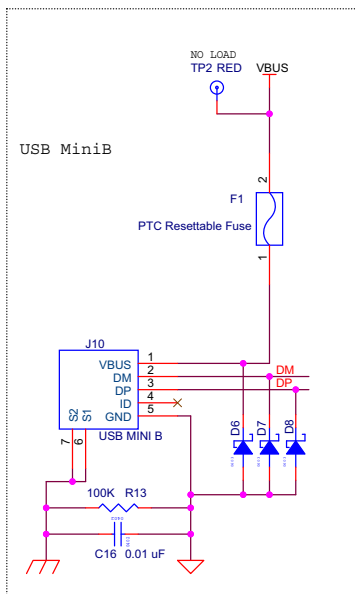 NO LOAD
TP2 RED VBUS
USB MiniB
2
F1
PTC Resettable Fuse
1
J10
VBUS 1
DM 2 DM
DP 3 DP
ID 4
GND 5
S2 S1
7 6
USB MINI B
D6 D7 D8
100K R13
C16 0.01 uF